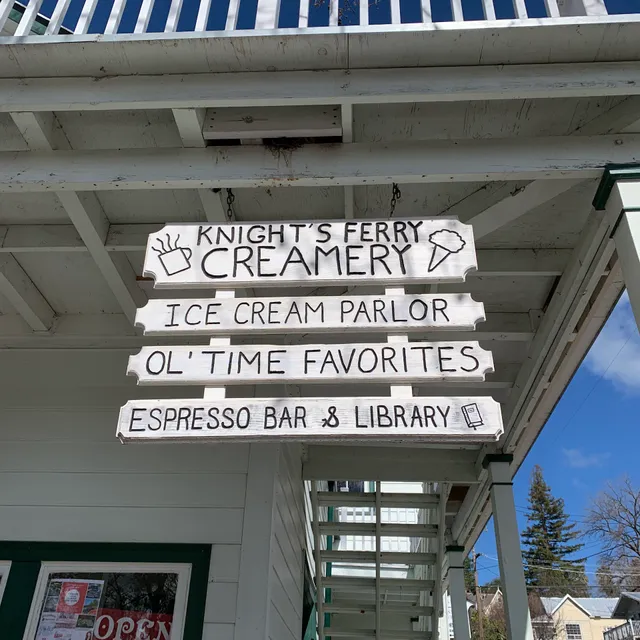 KNIGHT'S FERRY
CREAMERY
ICE CREAM PARLOR
OL' TIME FAVORITES
ESPRESSO BAR & LIBRARY
OPEN